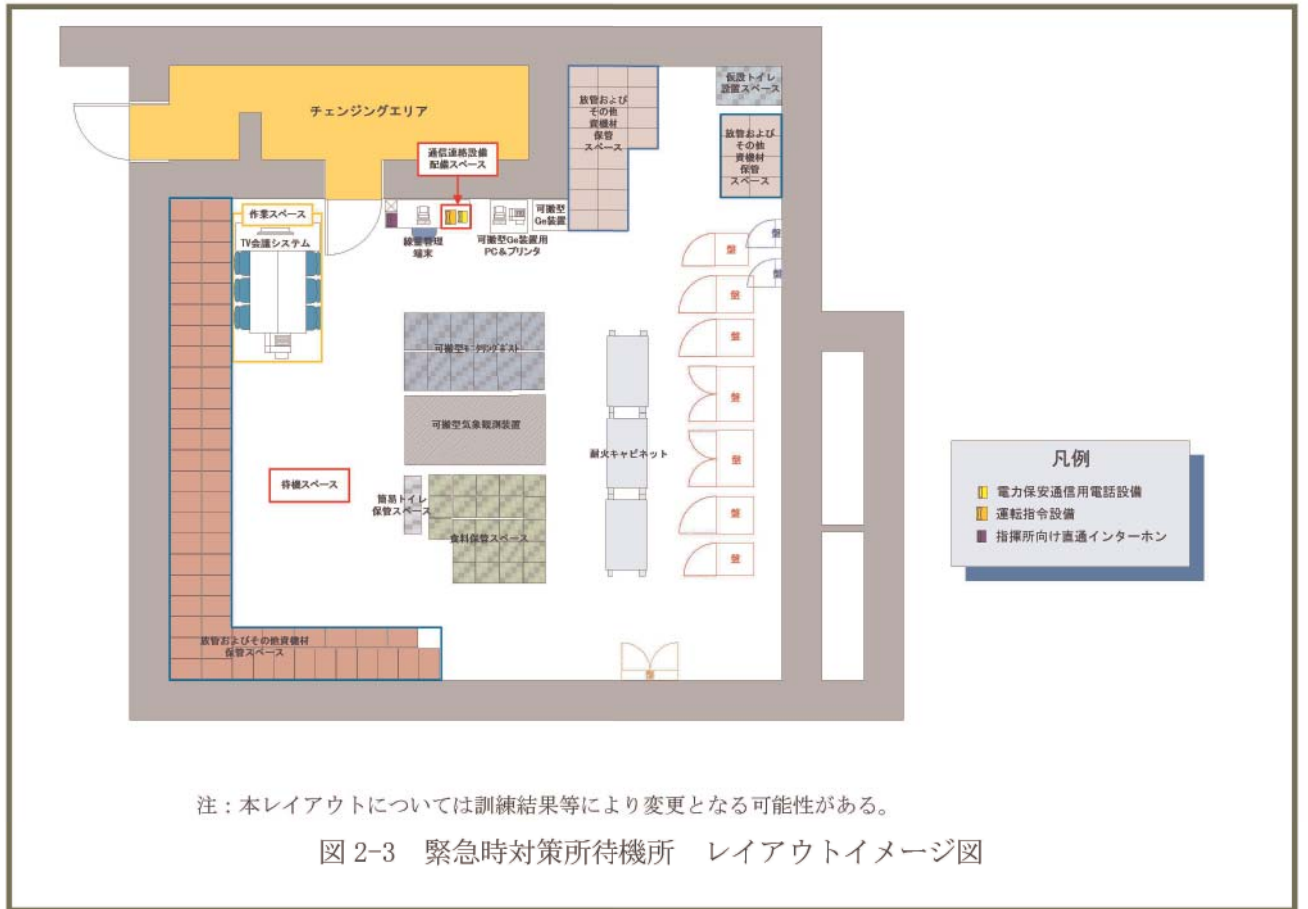 チェンジングエリア
通信連絡設備
配備スペース
放管および
その他
資機材
保管
スペース
仮設トイレ
設置スペース
放管および
その他
資機材
保管
スペース
作業スペース
TV会議システム
線量管理
端末
可搬型Ge装置用
PC&プリンタ
可搬型
Ge装置
盤
盤
盤
盤
盤
盤
盤
盤
盤
可搬型モニタリングポスト
可搬型気象観測装置
耐火キャビネット
待機スペース
簡易トイレ
保管スペース
食料保管スペース
放管およびその他資機材
保管スペース
盤
凡例
電力保安通信用電話設備
運転指令設備
指揮所向け直通インターホン
注：本レイアウトについては訓練結果等により変更となる可能性がある。
図 2-3 緊急時対策所待機所 レイアウトイメージ図